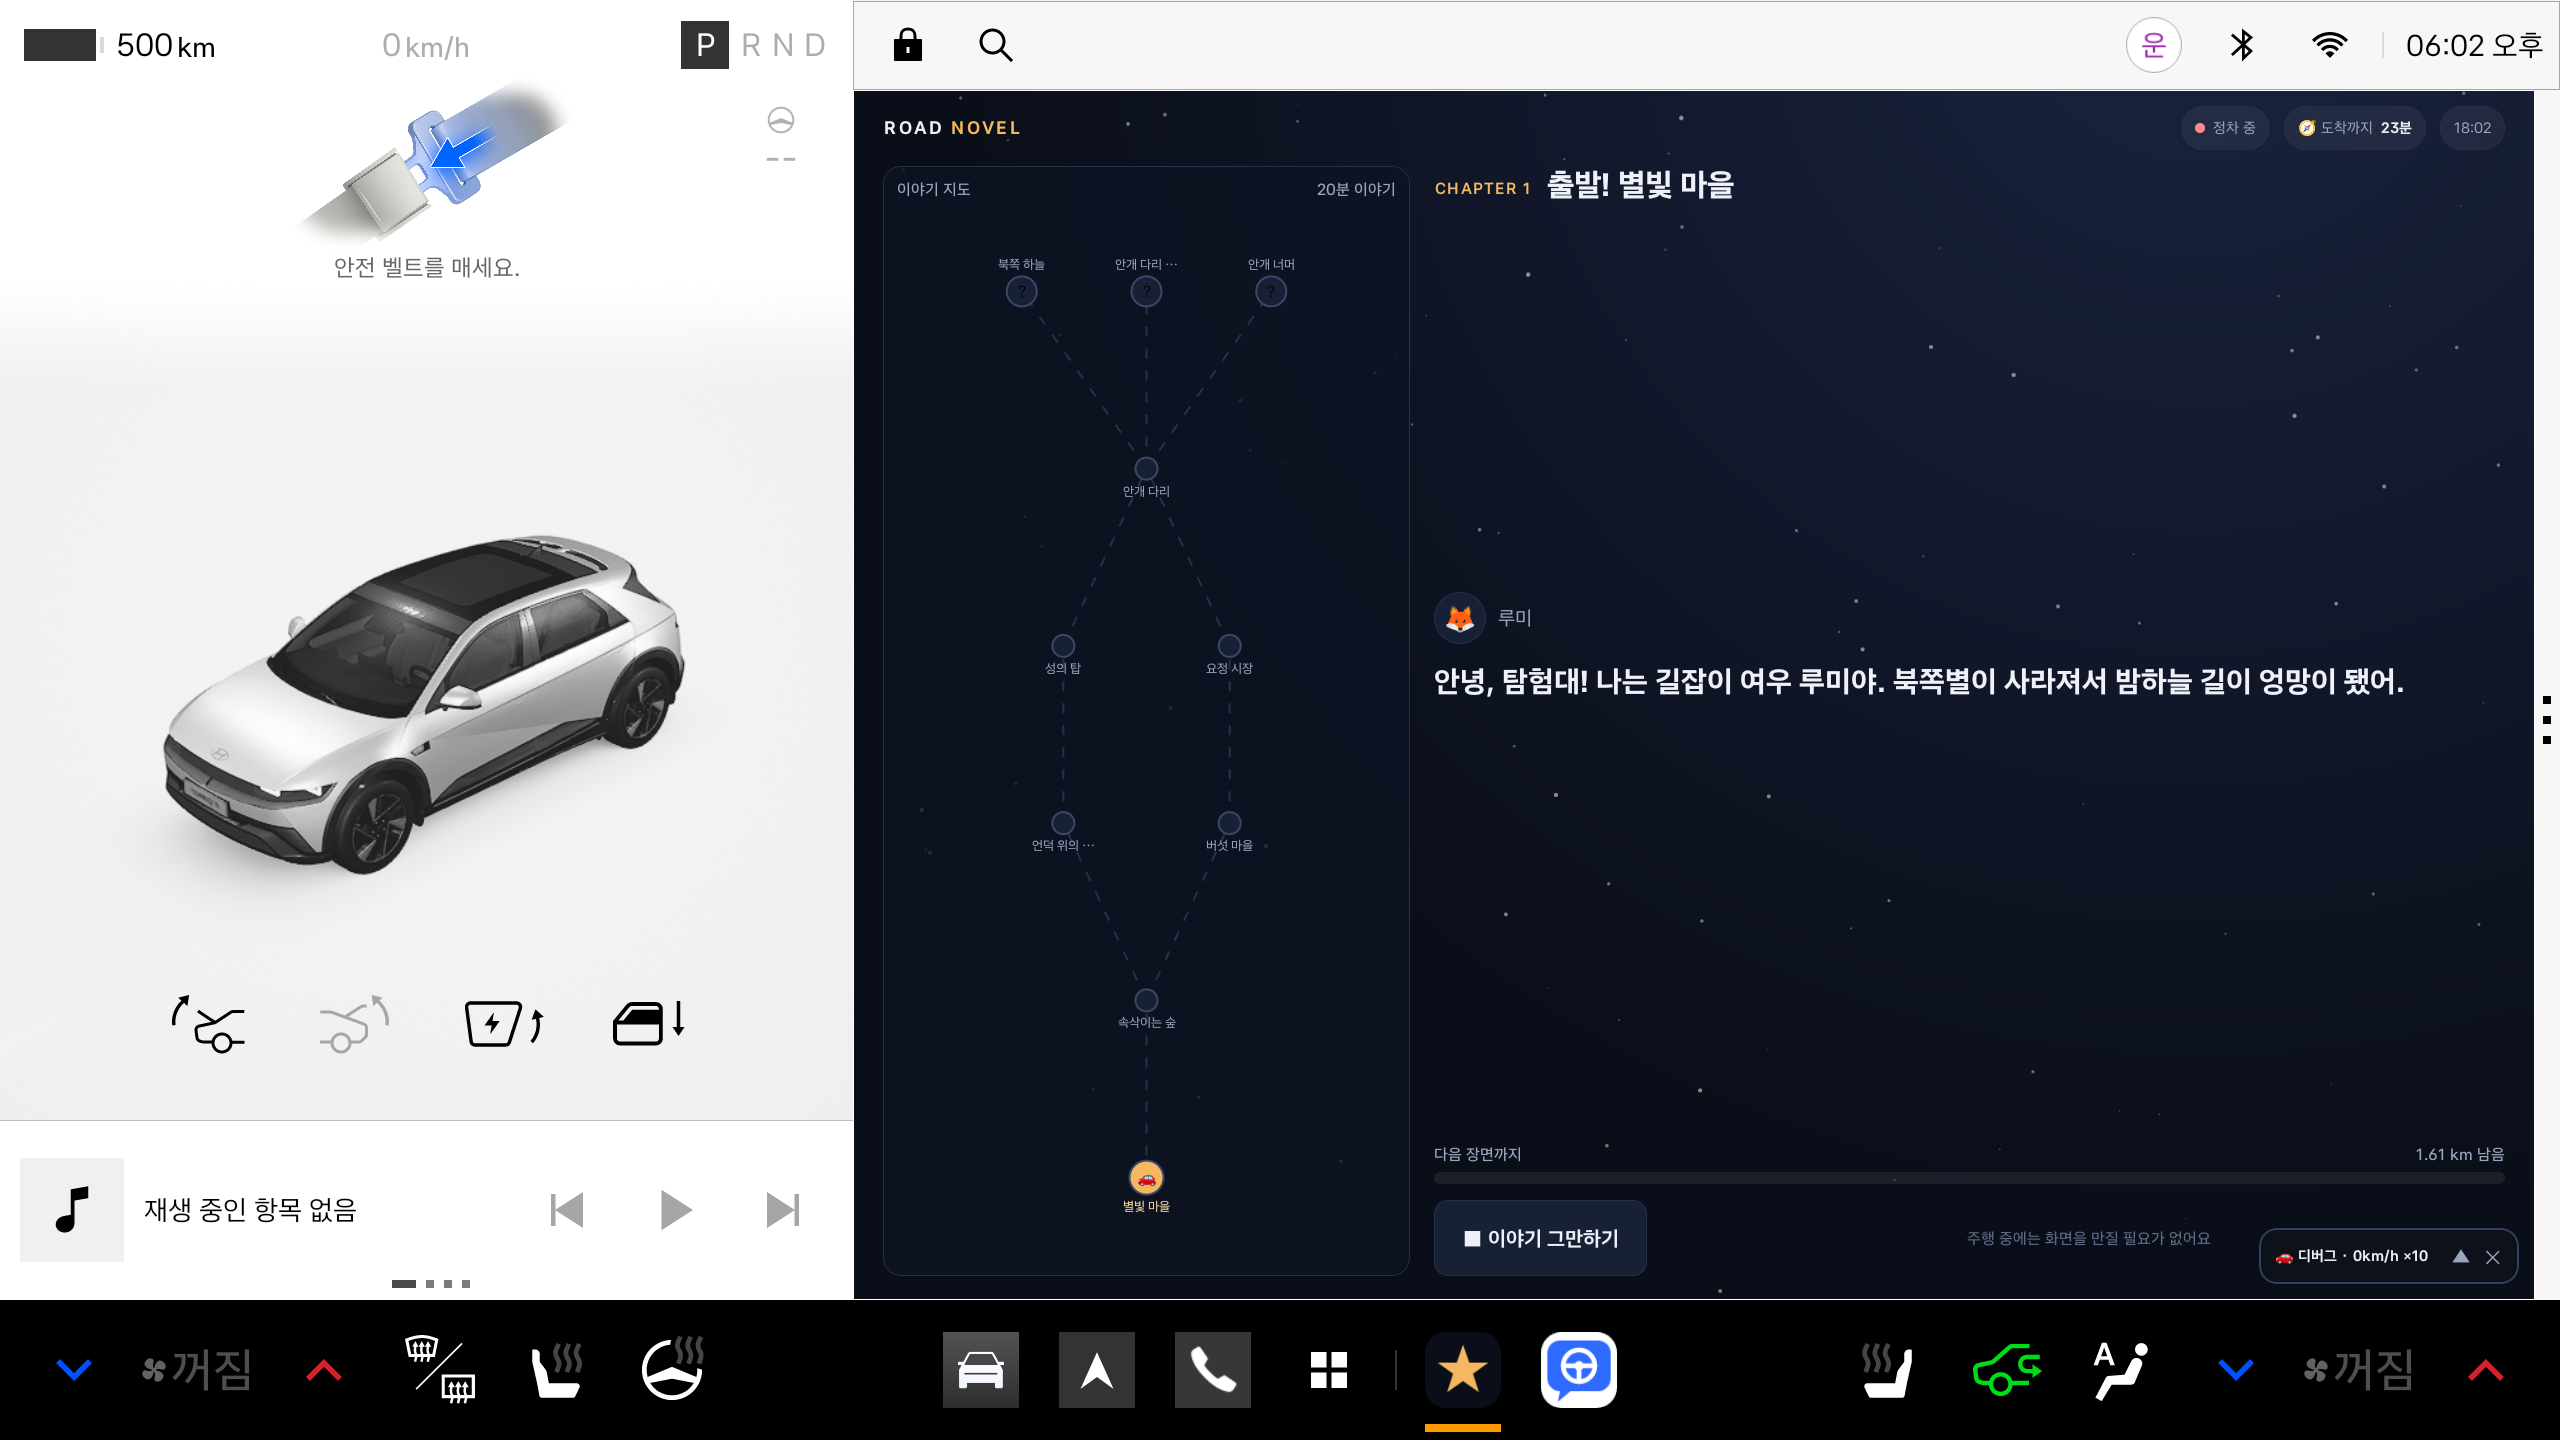 500 km
0 km/h
P R N D
안전 벨트를 매세요.
재생 중인 항목 없음
운
06:02 오후
ROAD NOVEL
정차 중
도착까지 23분
18:02
이야기 지도
20분 이야기
북쪽 하늘
안개 다리 ···
안개 너머
?
?
?
안개 다리
성의 탑
요정 시장
언덕 위의 ···
버섯 마을
속삭이는 숲
별빛 마을
CHAPTER 1 출발! 별빛 마을
루미
안녕, 탐험대! 나는 길잡이 여우 루미야. 북쪽별이 사라져서 밤하늘 길이 엉망이 됐어.
다음 장면까지
1.61 km 남음
이야기 그만하기
주행 중에는 화면을 만질 필요가 없어요
디버그 · 0km/h ×10
꺼짐
A
꺼짐